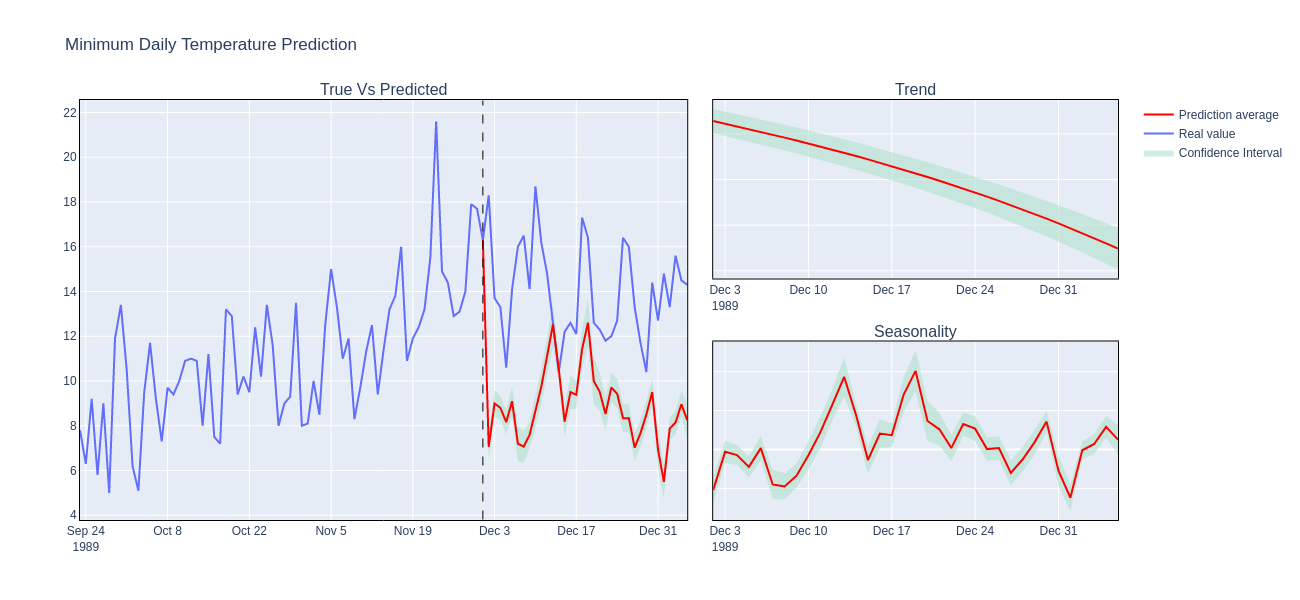 Minimum Daily Temperature Prediction
True Vs Predicted
22
20
18
16
14
12
10
8
6
4
Sep 24
1989
Oct 8
Oct 22
Nov 5
Nov 19
Dec 3
Dec 17
Dec 31
Trend
Dec 3
1989
Dec 10
Dec 17
Dec 24
Dec 31
Seasonality
Dec 3
1989
Dec 10
Dec 17
Dec 24
Dec 31
Prediction average
Real value
Confidence Interval